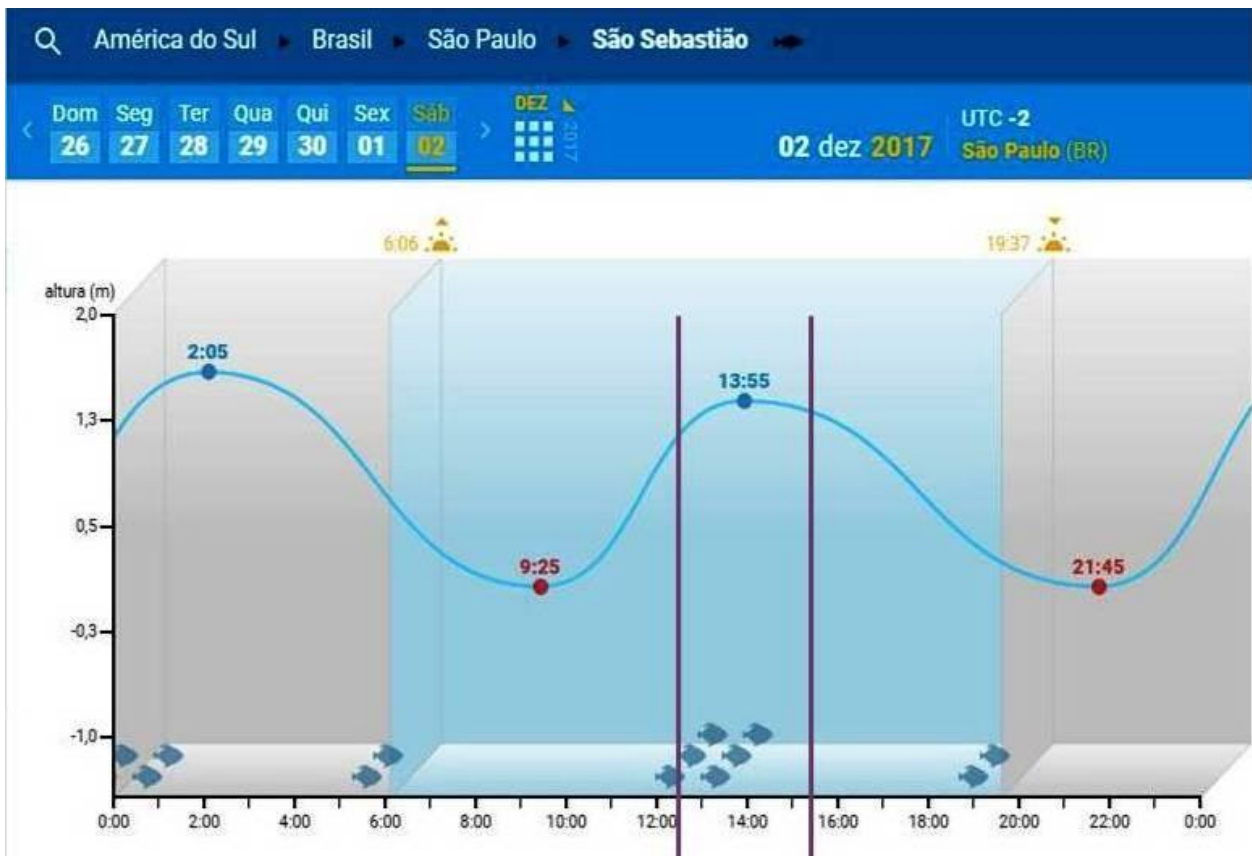 América do Sul Brasil São Paulo São Sebastião
Dom Seg Ter Qua Qui Sex Sáb
26 27 28 29 30 01 02
DEZ
2017
02 dez 2017
UTC -2
São Paulo (BR)
6:06
19:37
altura (m)
2,0
1,3
0,5
-0,3
-1,0
2:05
9:25
13:55
21:45
0:00 2:00 4:00 6:00 8:00 10:00 12:00 14:00 16:00 18:00 20:00 22:00 0:00